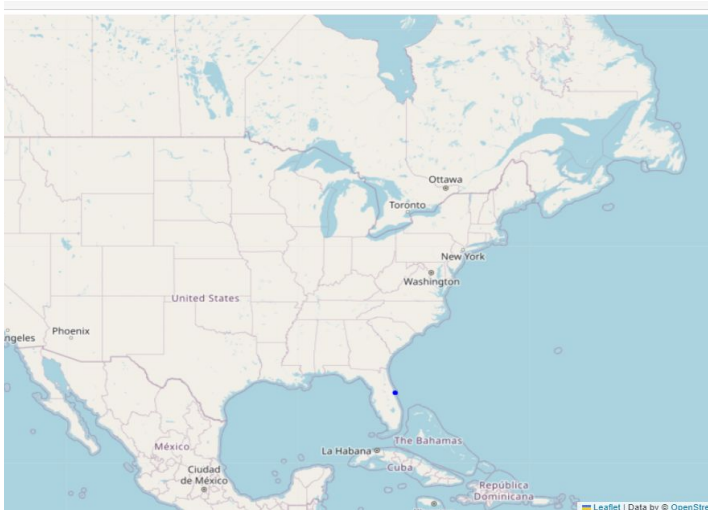 Ottawa
Toronto
New York
Washington
United States
Phoenix
ngeles
The Bahamas
La Habana
México
Cuba
Ciudad
de México
República
Dominicana
Leaflet | Data by © OpenStre